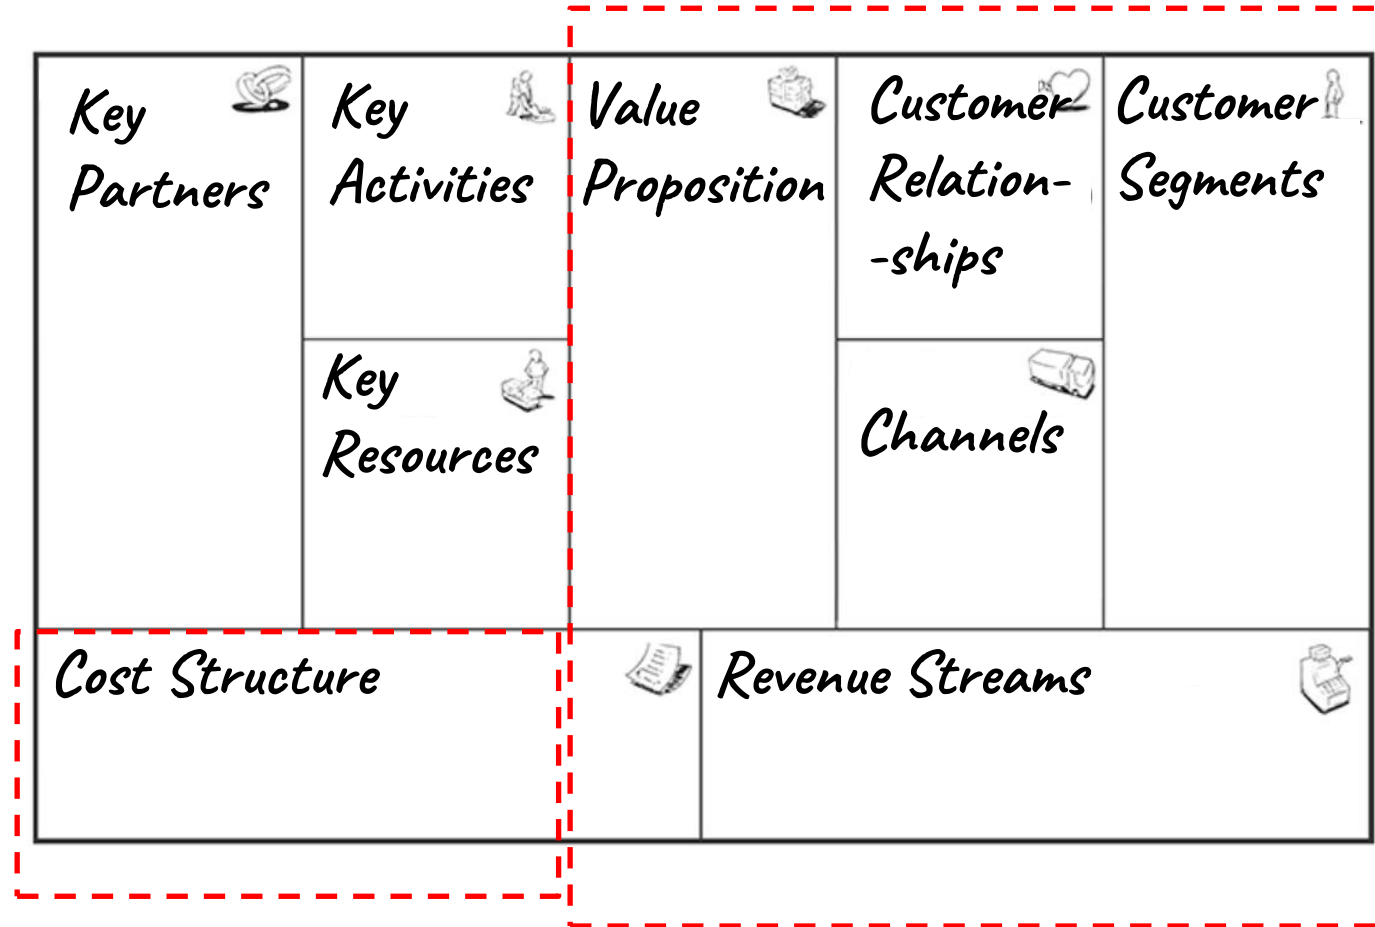 Key
Partners
Key
Activities
Key
Resources
Value
Proposition
Customer
Relation-
-ships
Channels
Customer
Segments
Cost Structure
Revenue Streams